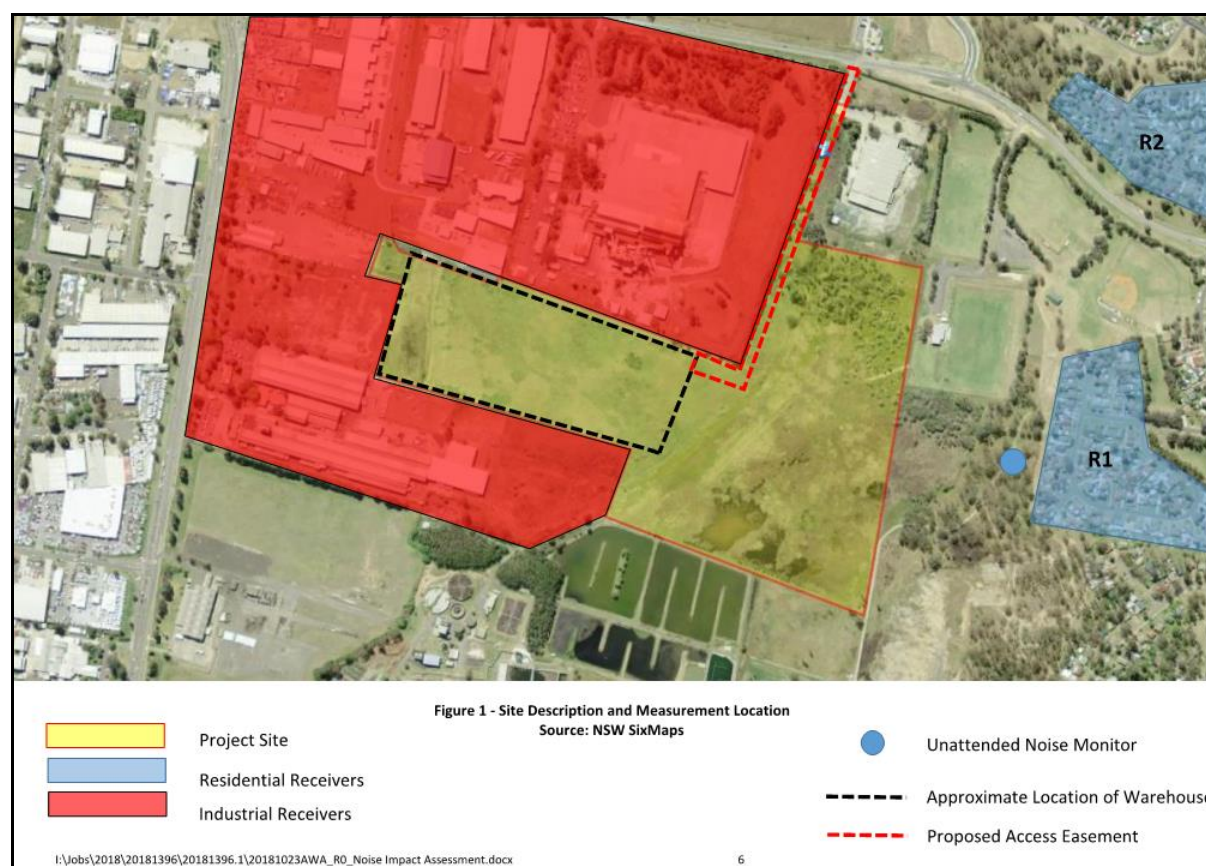 R2
R1
Figure 1 - Site Description and Measurement Location
Source: NSW SixMaps
Project Site
Residential Receivers
Industrial Receivers
Unattended Noise Monitor
Approximate Location of Warehouse
Proposed Access Easement
I:\Jobs\2018\20181396\20181396.1\20181023AWA_R0_Noise Impact Assessment.docx 6